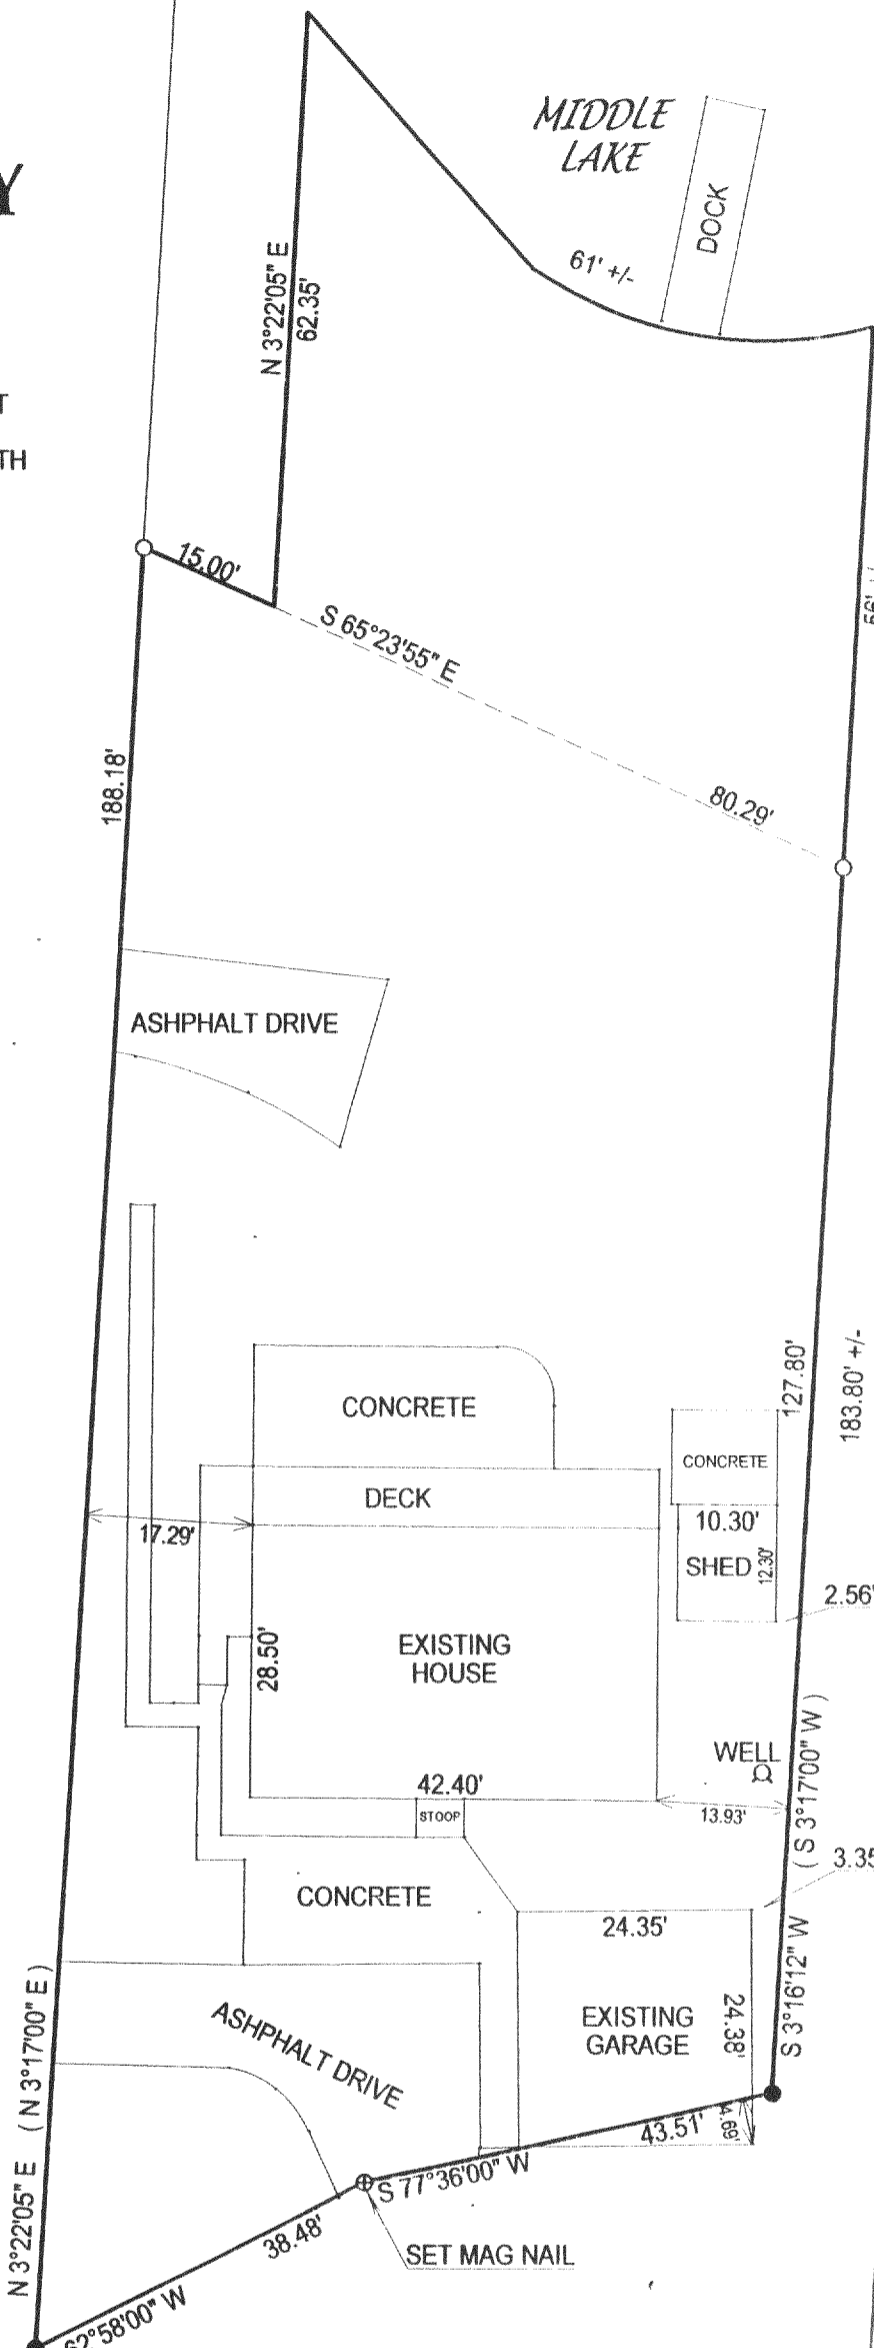 Y
MIDDLE
LAKE
DOCK
61' +/-
N 3°22'05" E
62.35'
T
TH
15.00'
S 65°23'55" E
80.29'
188.18'
ASHPHALT DRIVE
127.80'
183.80' +/-
CONCRETE
CONCRETE
DECK
10.30'
SHED
12.30'
17.29'
2.56'
28.50'
EXISTING
HOUSE
WELL
( S 3°17'00" W )
42.40'
STOOP
13.93'
3.35
CONCRETE
24.35'
S 3°16'12" W
24.38'
EXISTING
GARAGE
ASHPHALT DRIVE
N 3°22'05" E ( N 3°17'00" E )
43.51'
4.69'
S 77°36'00" W
38.48'
SET MAG NAIL
62°58'00" W